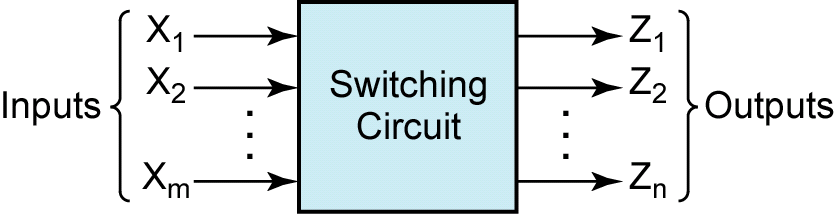 Inputs
X1
X2
Xm
Switching
Circuit
Z1
Z2
Zn
Outputs